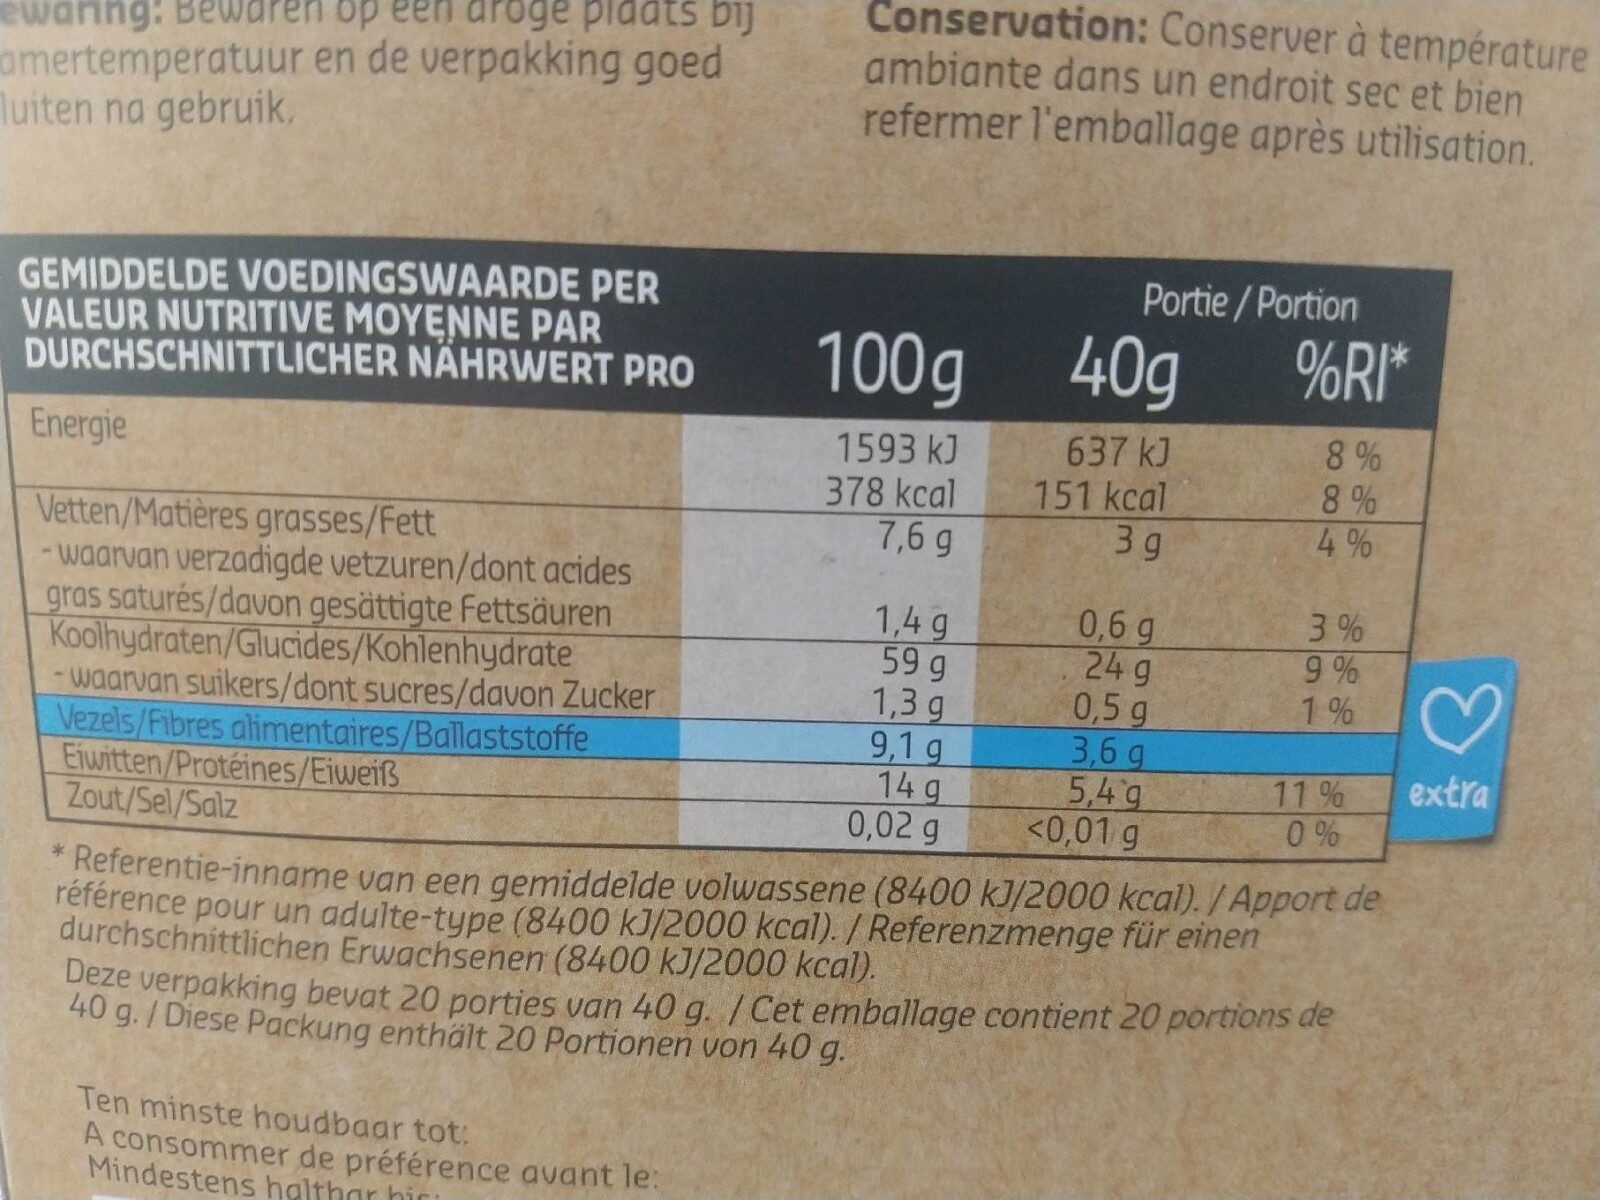 Bewaren op een droge plaats bij
en de verpakking goed
na gebruik.
Conservation: Conserver à température
ambiante dans un endroit sec et bien
refermer l'emballage après utilisation.
GEMIDDELDE VOEDINGSWAARDE PER
VALEUR NUTRITIVE MOYENNE PAR
DURCHSCHNITTLICHER NÄHRWERT PRO
Portie / Portion
100g 40g %RI*
Energie 1593 kJ 637 kJ 8 %
378 kcal 151 kcal 8 %
Vetten/Matières grasses/Fett 7,6 g 3 g 4 %
- waarvan verzadigde vetzuren/dont acides
gras saturés/davon gesättigte Fettsäuren 1,4 g 0,6 g 3 %
Koolhydraten/Glucides/Kohlenhydrate 59 g 24 g 9 %
- waarvan suikers/dont sucres/davon Zucker 1,3 g 0,5 g 1 %
Vezels/Fibres alimentaires/Ballaststoffe 9,1 g 3,6 g
Eiwitten/Protéines/Eiweiß 14 g 5,4 g 11 %
Zout/Sel/Salz 0,02 g <0,01 g 0 %
extra
* Referentie-inname van een gemiddelde volwassene (8400 kJ/2000 kcal). / Apport de
référence pour un adulte-type (8400 kJ/2000 kcal). / Referenzmenge für einen
durchschnittlichen Erwachsenen (8400 kJ/2000 kcal).
Deze verpakking bevat 20 porties van 40 g. / Cet emballage contient 20 portions de
40 g. / Diese Packung enthält 20 Portionen von 40 g.
Ten minste houdbaar tot:
A consommer de préférence avant le:
Mindestens haltbar bis: